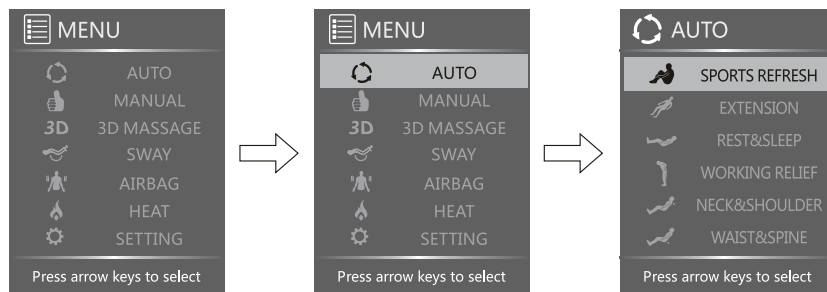 MENU
AUTO
MANUAL
3D 3D MASSAGE
SWAY
AIRBAG
HEAT
SETTING
Press arrow keys to select
MENU
AUTO
MANUAL
3D 3D MASSAGE
SWAY
AIRBAG
HEAT
SETTING
Press arrow keys to select
AUTO
SPORTS REFRESH
EXTENSION
REST&SLEEP
WORKING RELIEF
NECK&SHOULDER
WAIST&SPINE
Press arrow keys to select